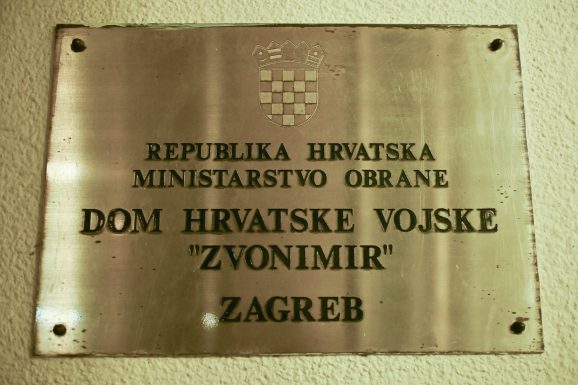 REPUBLIKA HRVATSKA
MINISTARSTVO OBRANE
DOM HRVATSKE VOJSKE
"ZVONIMIR"
ZAGREB